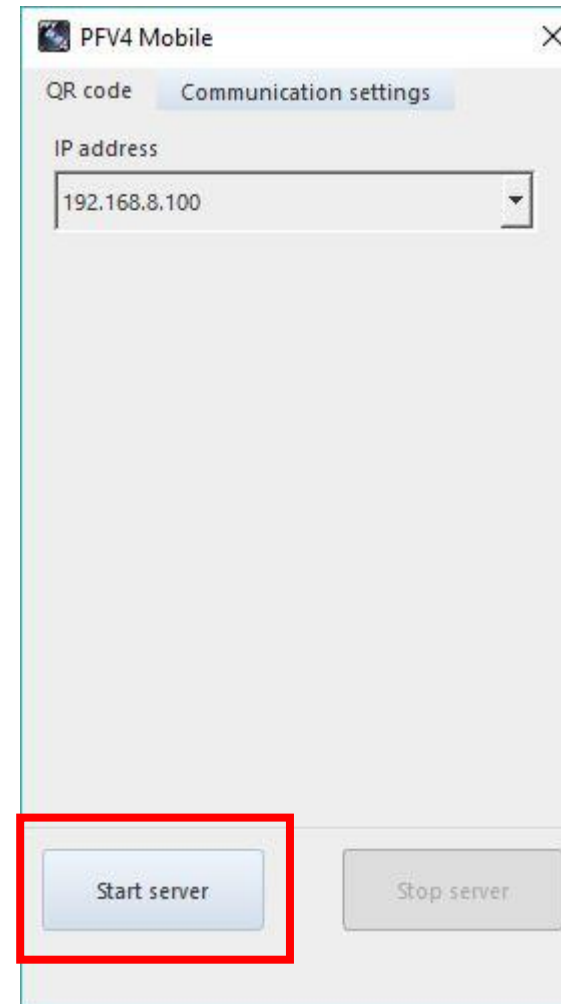 PFV4 Mobile
QR code Communication settings
IP address
192.168.8.100
Start server Stop server